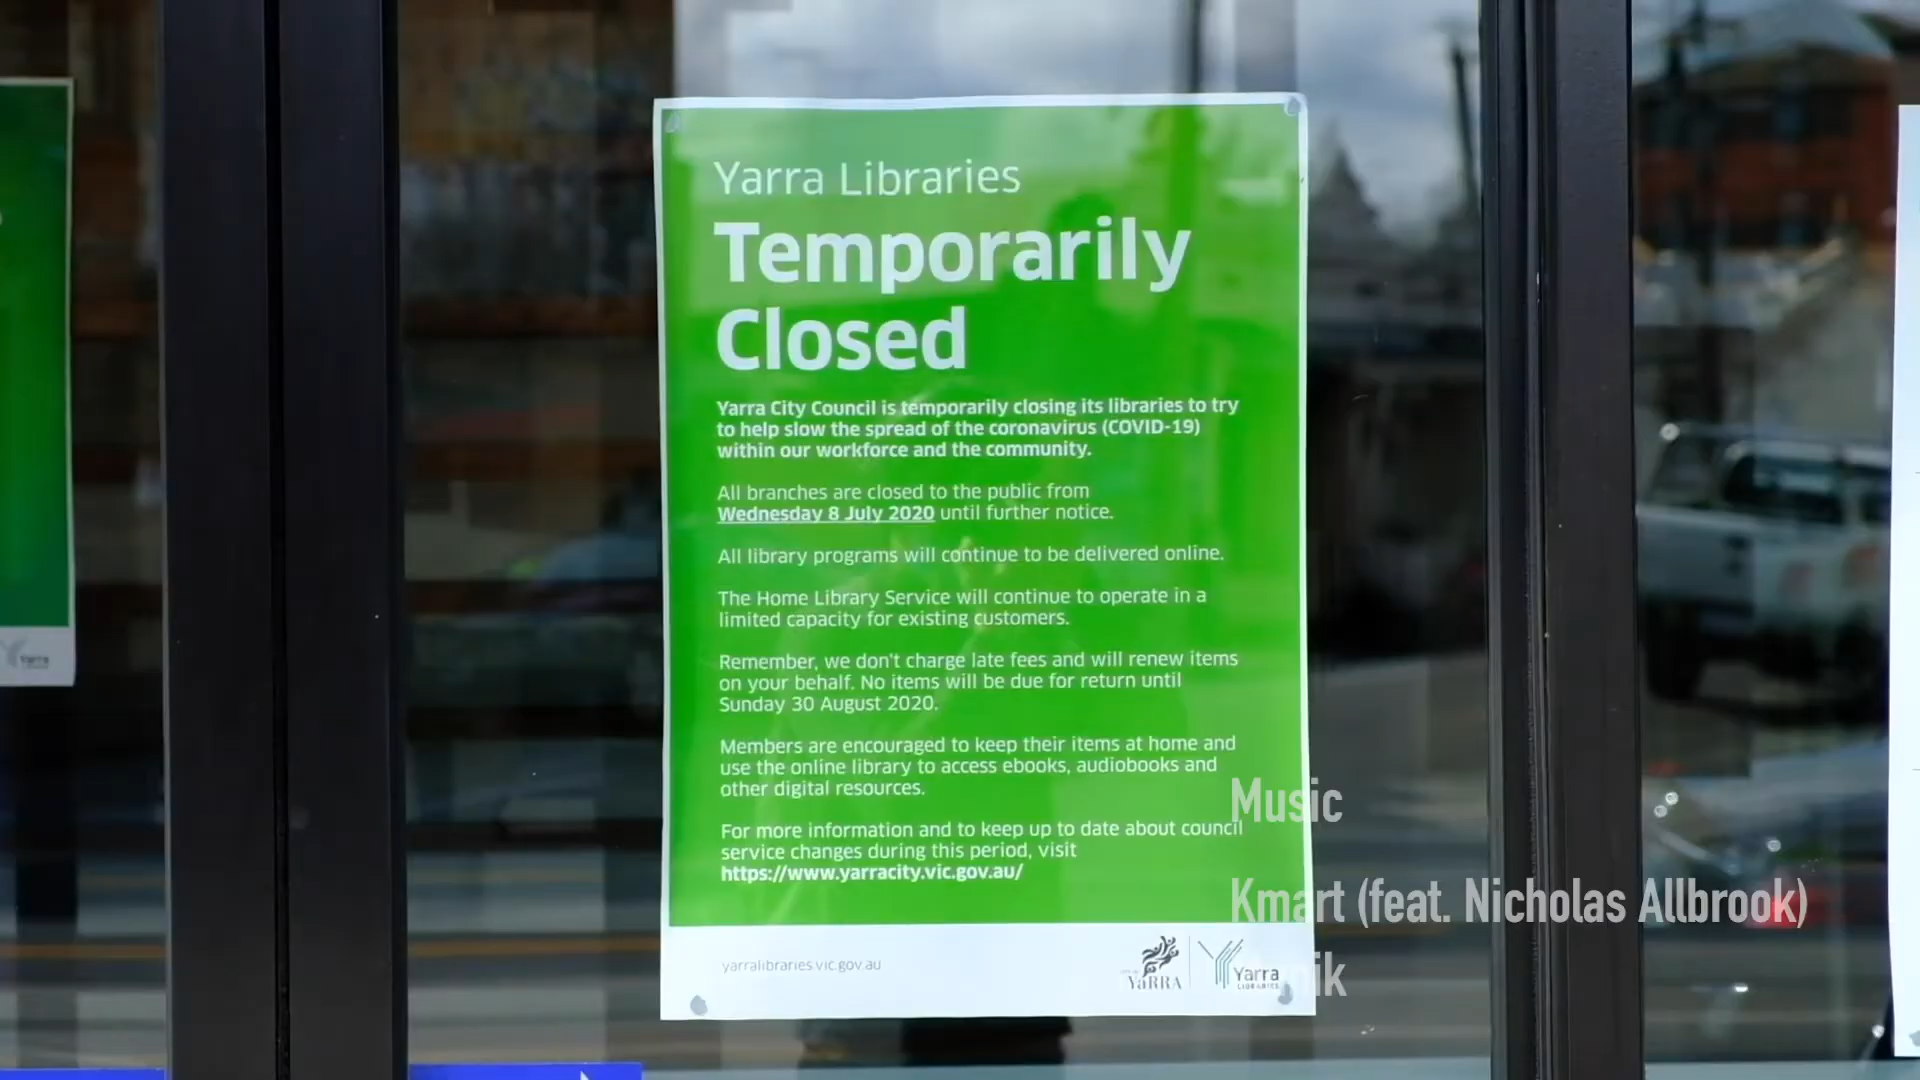 Yarra Libraries
Temporarily
Closed
Yarra City Council is temporarily closing its libraries to try
to help slow the spread of the coronavirus (COVID-19)
within our workforce and the community.
All branches are closed to the public from
Wednesday 8 July 2020 until further notice.
All library programs will continue to be delivered online.
The Home Library Service will continue to operate in a
limited capacity for existing customers.
Remember, we don't charge late fees and will renew items
on your behalf. No items will be due for return until
Sunday 30 August 2020.
Members are encouraged to keep their items at home and
use the online library to access ebooks, audiobooks and
other digital resources.
For more information and to keep up to date about council
service changes during this period, visit
https://www.yarracity.vic.gov.au/
yarralibraries.vic.gov.au
YaRRA
Yarra
LIBRARIES
Music
Kmart (feat. Nicholas Allbrook)
Yarra